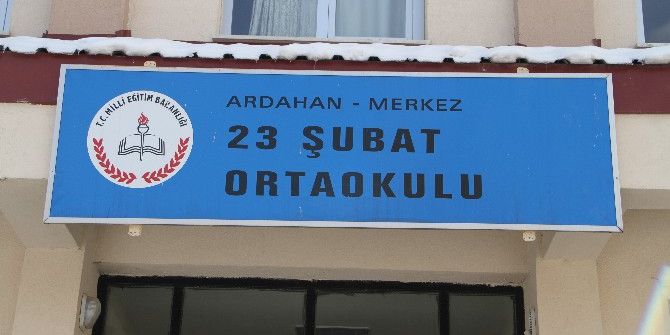 T.C. MİLLİ EĞİTİM BAKANLIĞI
ARDAHAN - MERKEZ
23 ŞUBAT
ORTAOKULU